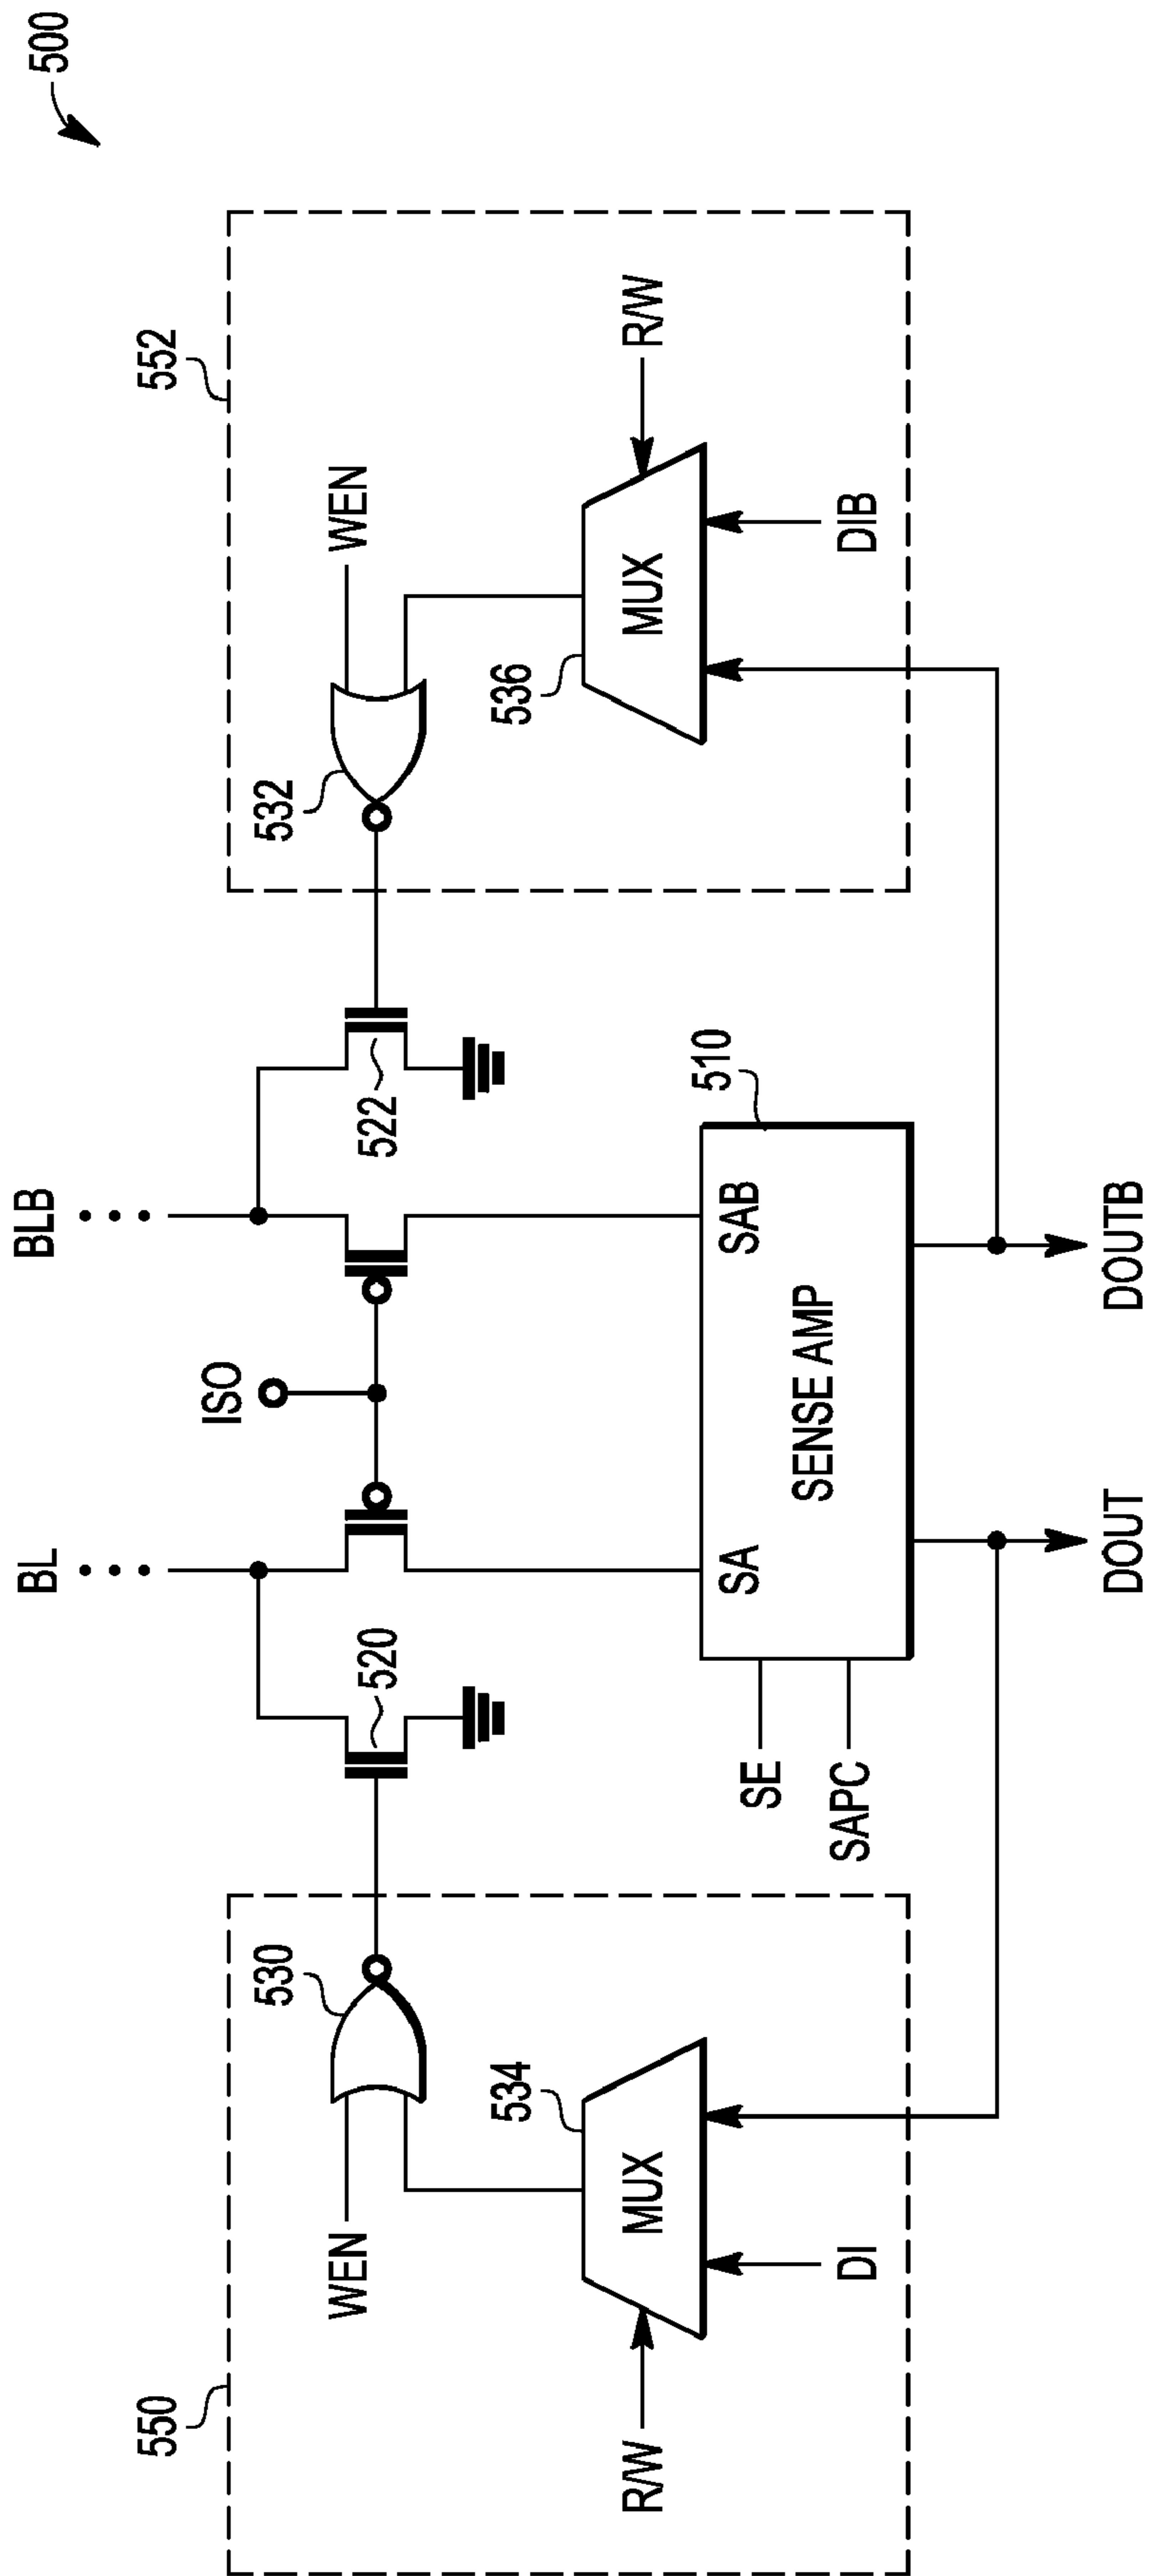 500
BL
BLB
ISO
550
552
WEN
530
520
522
532
WEN
R/W
534
MUX
DI
SE
SAPC
SA
SAB
SENSE AMP
510
536
MUX
DIB
R/W
DOUT
DOUTB